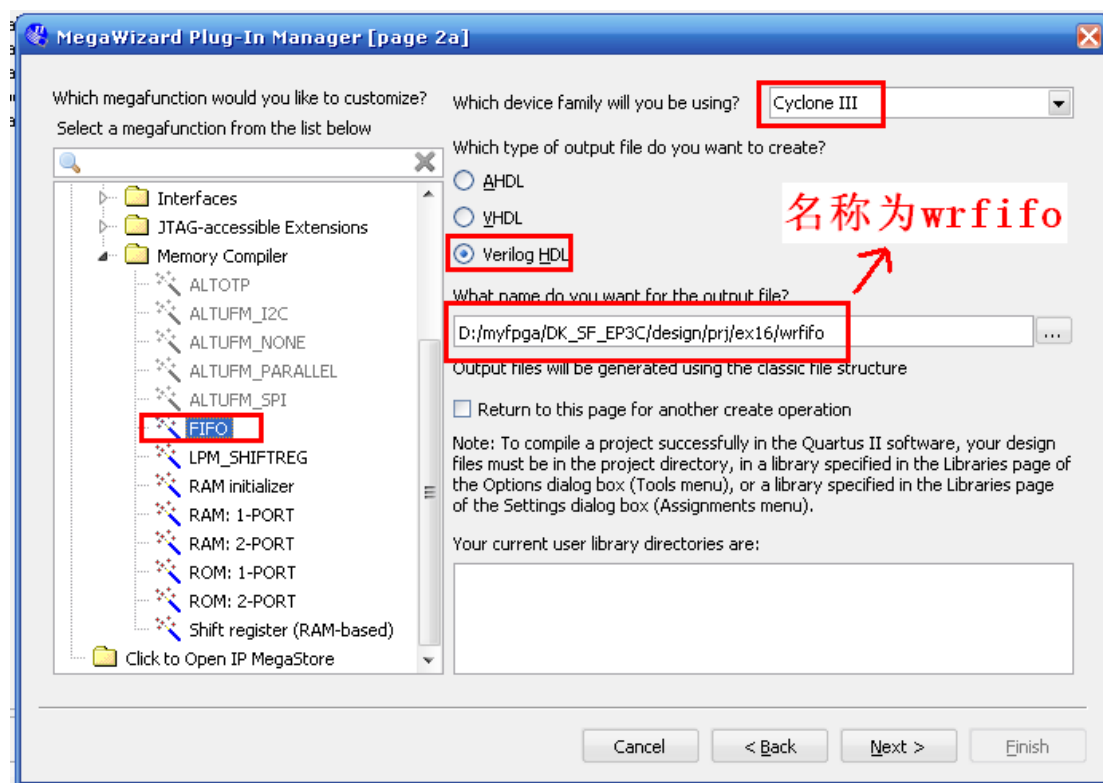 MegaWizard Plug-In Manager [page 2a]
Which megafunction would you like to customize?
Select a megafunction from the list below
Interfaces
JTAG-accessible Extensions
Memory Compiler
ALTOTP
ALTUFM_I2C
ALTUFM_NONE
ALTUFM_PARALLEL
ALTUFM_SPI
FIFO
LPM_SHIFTREG
RAM initializer
RAM: 1-PORT
RAM: 2-PORT
ROM: 1-PORT
ROM: 2-PORT
Shift register (RAM-based)
Click to Open IP MegaStore
Which device family will you be using?
Cyclone III
Which type of output file do you want to create?
AHDL
VHDL
Verilog HDL
名称为wrfifo
What name do you want for the output file?
D:/myfpga/DK_SF_EP3C/design/prj/ex16/wrfifo
...
Output files will be generated using the classic file structure
Return to this page for another create operation
Note: To compile a project successfully in the Quartus II software, your design
files must be in the project directory, in a library specified in the Libraries page of
the Options dialog box (Tools menu), or a library specified in the Libraries page
of the Settings dialog box (Assignments menu).
Your current user library directories are:
Cancel
< Back
Next >
Finish